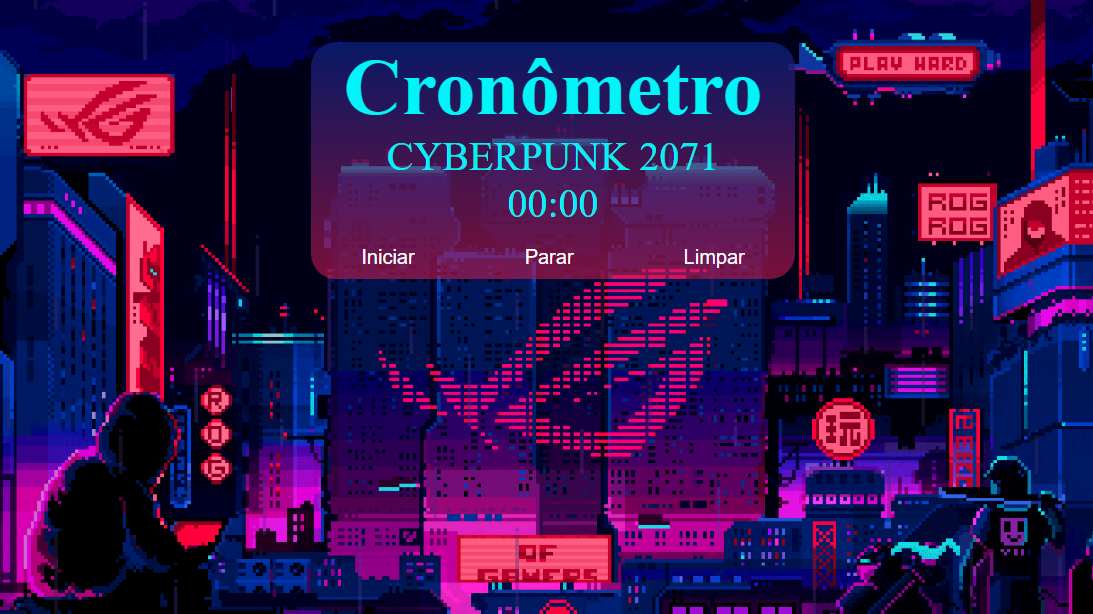 Cronômetro
CYBERPUNK 2071
00:00
Iniciar
Parar
Limpar
PLAY HARD
ROG
ROG
R
O
G
OF
GAMERS